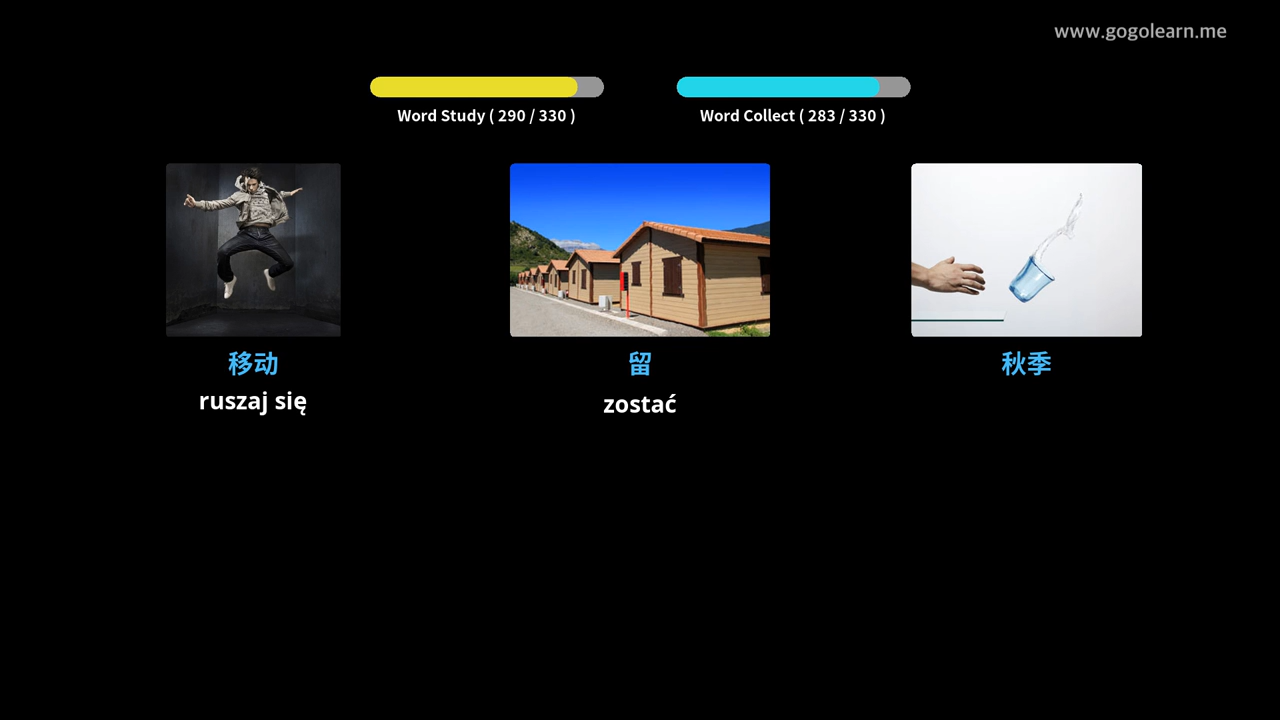 www.gogolearn.me
Word Study ( 290 / 330 )
Word Collect ( 283 / 330 )
移动
留
秋季
ruszaj się
zostać